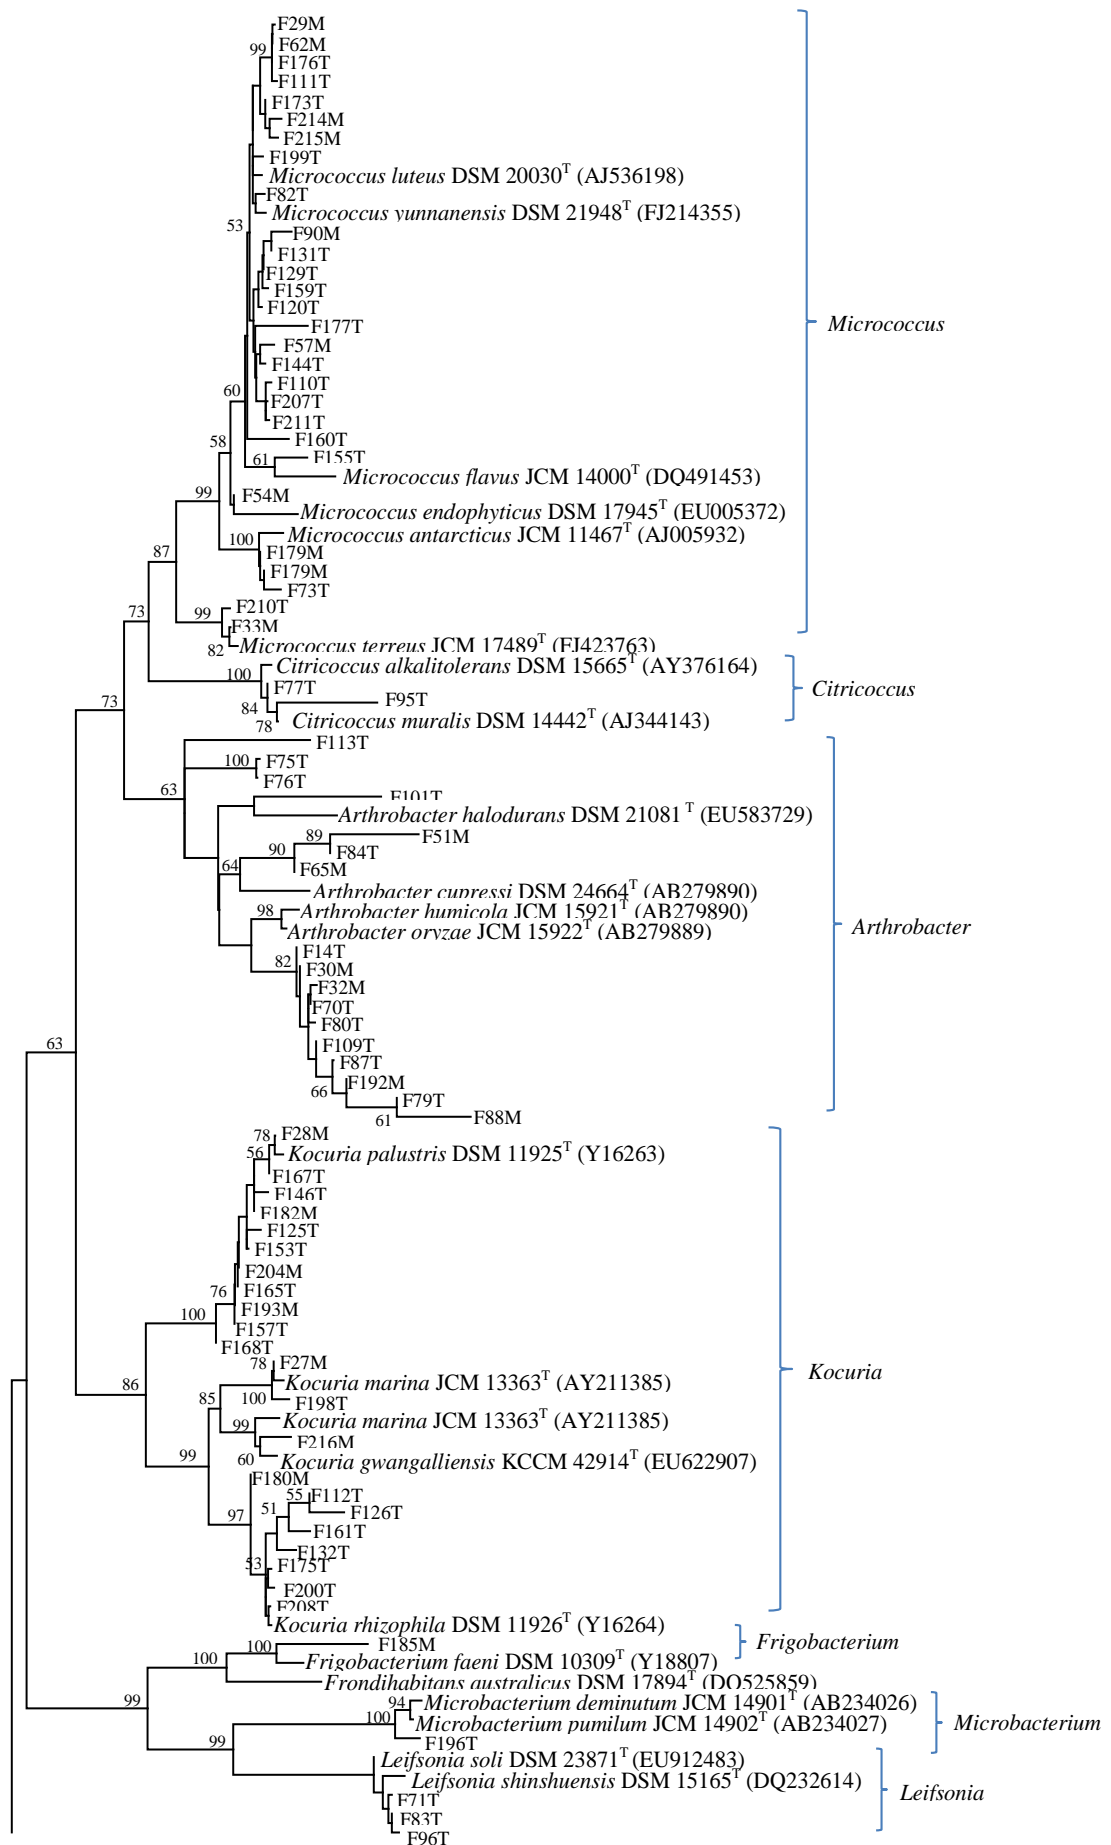 F29M
99
F62M
F176T
F111T
F173T
F214M
F215M
F199T
Micrococcus luteus DSM 20030T (AJ536198)
F82T
Micrococcus yunnanensis DSM 21948T (FJ214355)
53
F90M
F131T
F129T
F159T
F120T
F177T
Micrococcus
F57M
F144T
F110T
60
F207T
F211T
F160T
58
F155T
61
Micrococcus flavus JCM 14000T (DQ491453)
99
F54M
Micrococcus endophyticus DSM 17945T (EU005372)
Micrococcus antarcticus JCM 11467T (AJ005932)
100
F179M
87
F179M
F73T
F210T
73
99
F33M
82
Micrococcus terreus JCM 17489T (FJ423763)
Citricoccus alkalitolerans DSM 15665T (AY376164)
100
F77T
Citricoccus
F95T
73
84
Citricoccus muralis DSM 14442T (AJ344143)
78
F113T
100
F75T
F76T
63
F101T
Arthrobacter halodurans DSM 21081 T (EU583729)
89
F51M
90
F84T
64
F65M
Arthrobacter cupressi DSM 24664T (AB279890)
98
Arthrobacter humicola JCM 15921T (AB279890)
Arthrobacter oryzae JCM 15922T (AB279889)
Arthrobacter
F14T
82
F30M
F32M
F70T
F80T
63
F109T
F87T
F192M
66
F79T
61
F88M
78
F28M
56
Kocuria palustris DSM 11925T (Y16263)
F167T
F146T
F182M
F125T
F153T
F204M
76
F165T
F193M
100
F157T
F168T
78
F27M
Kocuria
86
Kocuria marina JCM 13363T (AY211385)
85
100
F198T
Kocuria marina JCM 13363T (AY211385)
99
F216M
99
60
Kocuria gwangalliensis KCCM 42914T (EU622907)
F180M
55
F112T
97
51
F126T
F161T
F132T
53
F175T
F200T
F208T
Kocuria rhizophila DSM 11926T (Y16264)
100
F185M
Frigobacterium
100
Frigobacterium faeni DSM 10309T (Y18807)
Frondihabitans australicus DSM 17894T (DQ525859)
99
94
Microbacterium deminutum JCM 14901T (AB234026)
100
Microbacterium pumilum JCM 14902T (AB234027)
Microbacterium
99
F196T
Leifsonia soli DSM 23871T (EU912483)
Leifsonia shinshuensis DSM 15165T (DQ232614)
Leifsonia
F71T
F83T
F96T